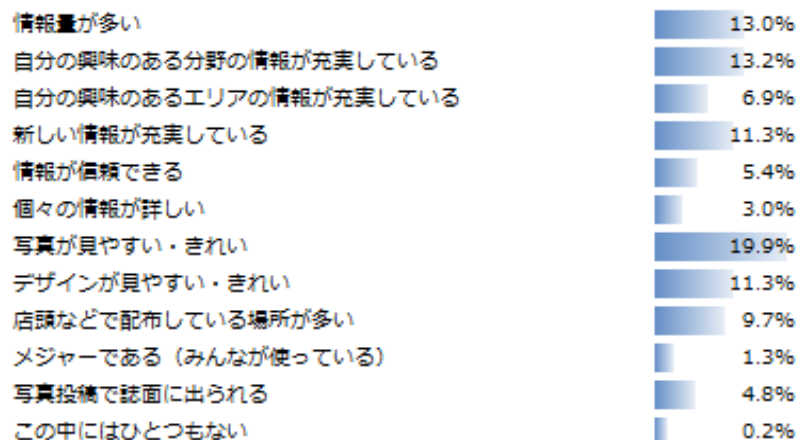 情報量が多い 13.0%
自分の興味のある分野の情報が充実している 13.2%
自分の興味のあるエリアの情報が充実している 6.9%
新しい情報が充実している 11.3%
情報が信頼できる 5.4%
個々の情報が詳しい 3.0%
写真が見やすい・きれい 19.9%
デザインが見やすい・きれい 11.3%
店頭などで配布している場所が多い 9.7%
メジャーである（みんなが使っている） 1.3%
写真投稿で誌面に出られる 4.8%
この中にはひとつもない 0.2%